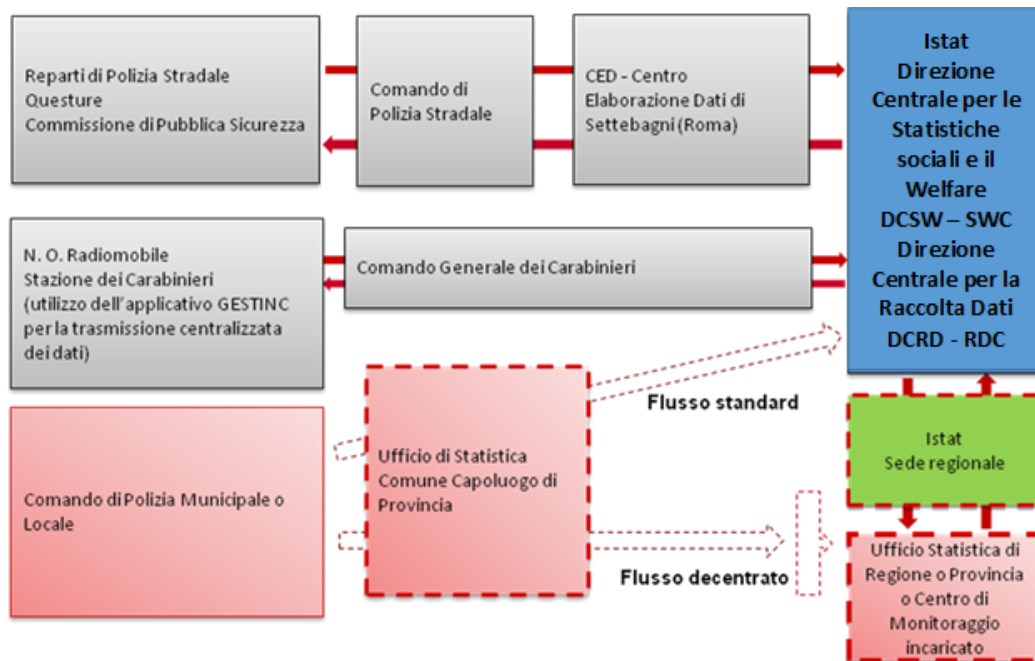 Reparti di Polizia Stradale
Questure
Commissione di Pubblica Sicurezza
Comando di
Polizia Stradale
CED - Centro
Elaborazione Dati di
Settebagni (Roma)
Istat
Direzione
Centrale per le
Statistiche
sociali e il
Welfare
DCSW – SWC
Direzione
Centrale per la
Raccolta Dati
DCRD - RDC
N. O. Radiomobile
Stazione dei Carabinieri
(utilizzo dell'applicativo GESTINC
per la trasmissione centralizzata
dei dati)
Comando Generale dei Carabinieri
Comando di Polizia Municipale o
Locale
Ufficio di Statistica
Comune Capoluogo di
Provincia
Flusso standard
Flusso decentrato
Istat
Sede regionale
Ufficio Statistica di
Regione o Provincia
o Centro di
Monitoraggio
incaricato